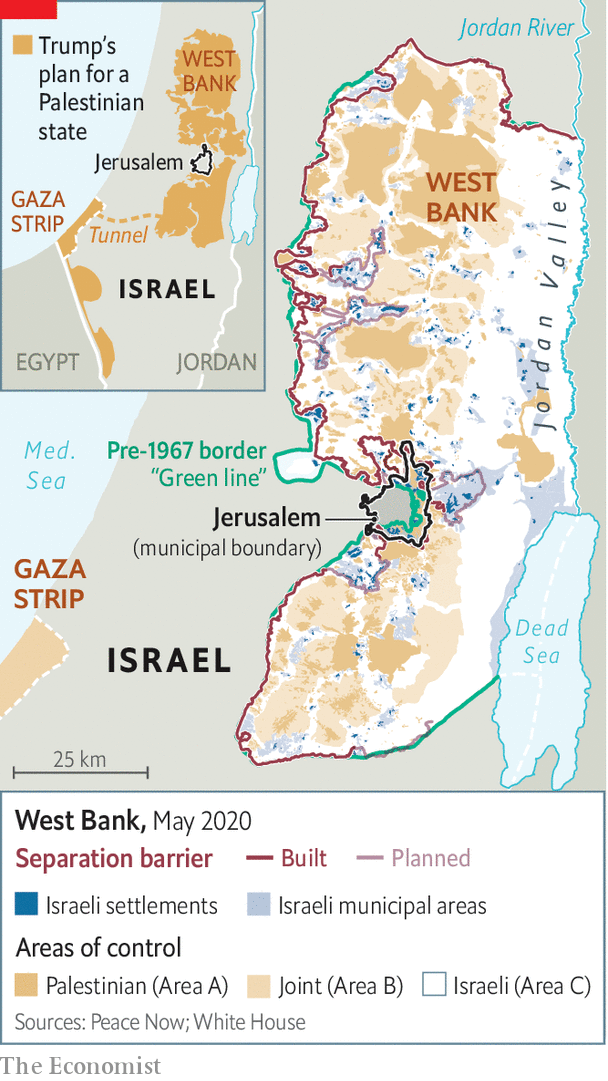 Trump's
plan for a
Palestinian
state
WEST
BANK
Jerusalem
GAZA
STRIP
Tunnel
ISRAEL
EGYPT
JORDAN
Jordan River
WEST
BANK
Jordan Valley
Med.
Sea
Pre-1967 border
“Green line”
Jerusalem
(municipal boundary)
GAZA
STRIP
ISRAEL
Dead
Sea
25 km
West Bank, May 2020
Separation barrier Built Planned
Israeli settlements Israeli municipal areas
Areas of control
Palestinian (Area A) Joint (Area B) Israeli (Area C)
Sources: Peace Now; White House
The Economist